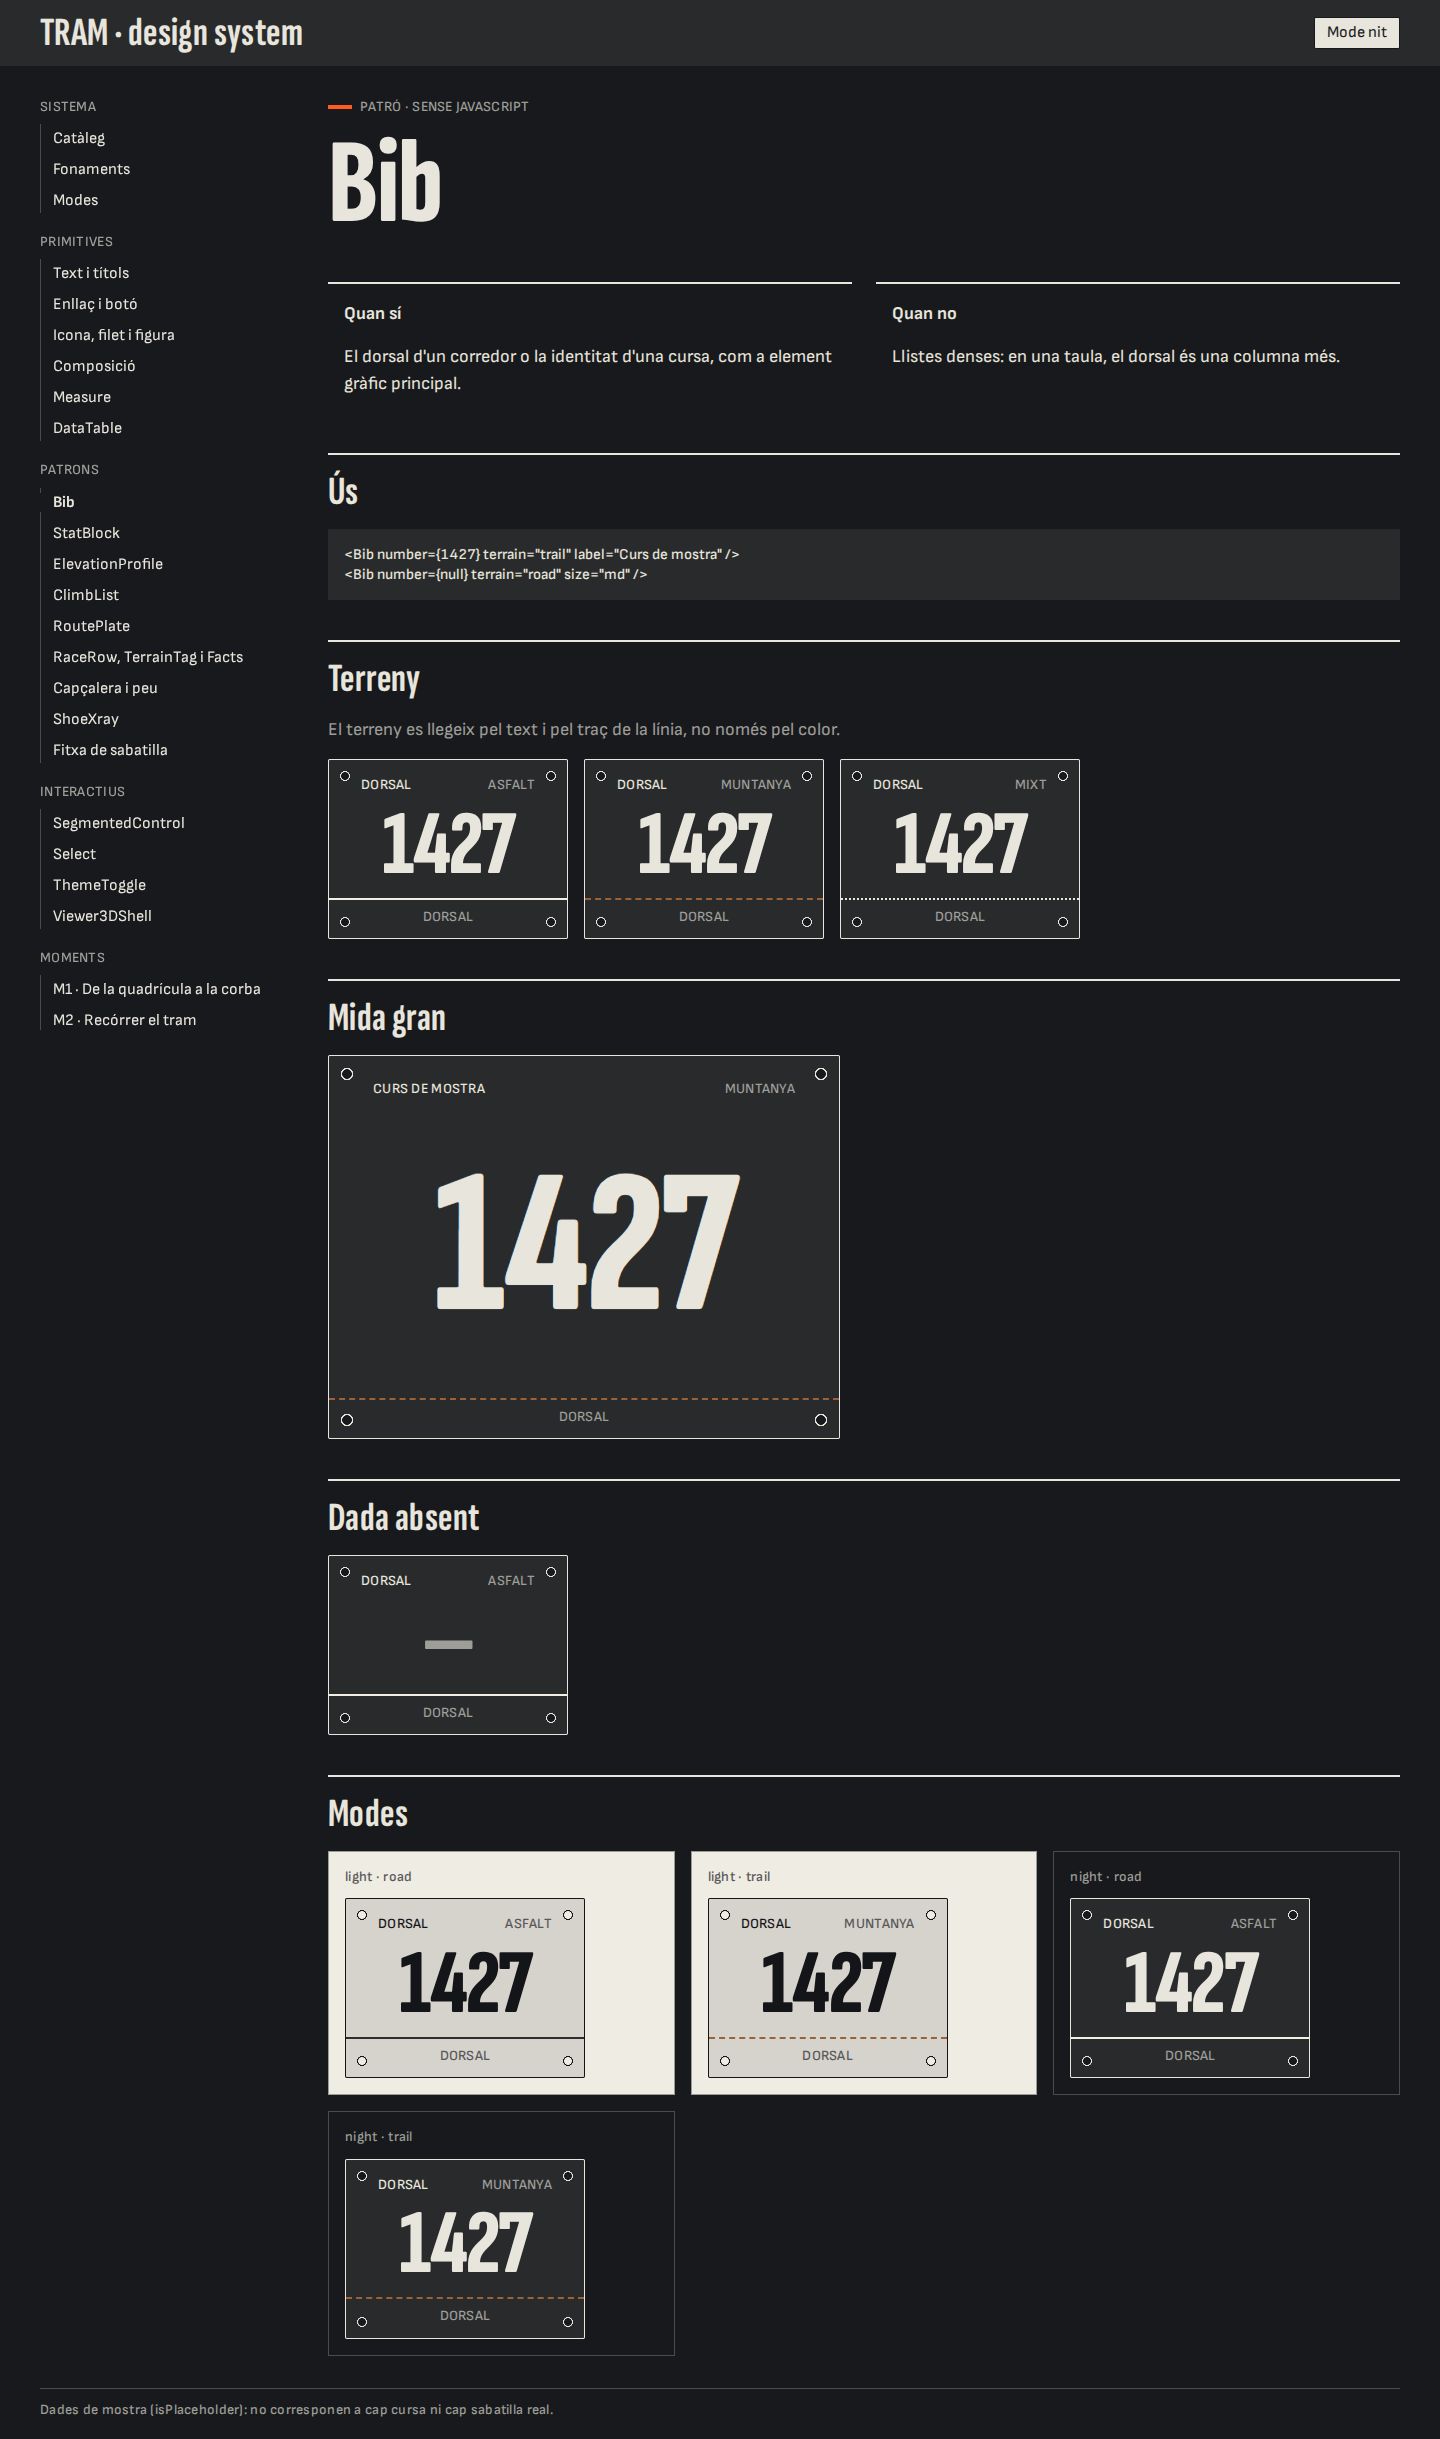 TRAM · design system
Mode nit
SISTEMA
Catàleg
Fonaments
Modes
PRIMITIVES
Text i títols
Enllaç i botó
Icona, filet i figura
Composició
Measure
DataTable
PATRONS
Bib
StatBlock
ElevationProfile
ClimbList
RoutePlate
RaceRow, TerrainTag i Facts
Capçalera i peu
ShoeXray
Fitxa de sabatilla
INTERACTIUS
SegmentedControl
Select
ThemeToggle
Viewer3DShell
MOMENTS
M1 · De la quadrícula a la corba
M2 · Recórrer el tram
PATRÓ · SENSE JAVASCRIPT
Bib
Quan sí
El dorsal d'un corredor o la identitat d'una cursa, com a element
gràfic principal.
Quan no
Llistes denses: en una taula, el dorsal és una columna més.
Ús
<Bib number={1427} terrain="trail" label="Curs de mostra" />
<Bib number={null} terrain="road" size="md" />
Terreny
El terreny es llegeix pel text i pel traç de la línia, no només pel color.
DORSAL ASFALT
1427
DORSAL
DORSAL MUNTANYA
1427
DORSAL
DORSAL MIXT
1427
DORSAL
Mida gran
CURS DE MOSTRA MUNTANYA
1427
DORSAL
Dada absent
DORSAL ASFALT
—
DORSAL
Modes
light · road
DORSAL ASFALT
1427
DORSAL
light · trail
DORSAL MUNTANYA
1427
DORSAL
night · road
DORSAL ASFALT
1427
DORSAL
night · trail
DORSAL MUNTANYA
1427
DORSAL
Dades de mostra (isPlaceholder): no corresponen a cap cursa ni cap sabatilla real.